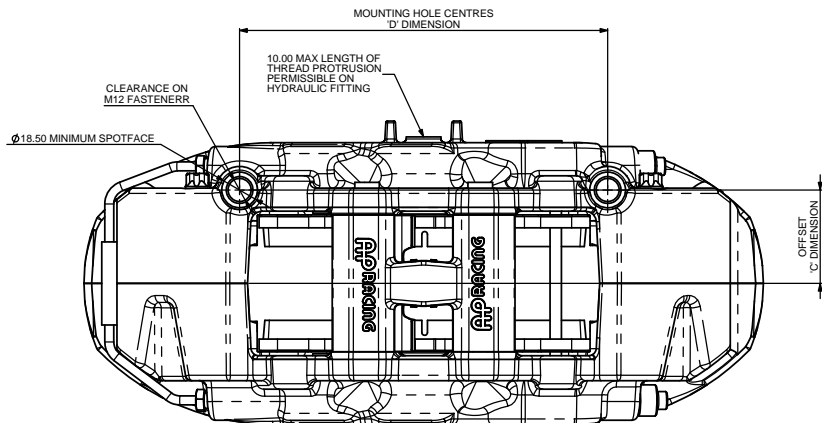 MOUNTING HOLE CENTRES
'D' DIMENSION
10.00 MAX LENGTH OF
THREAD PROTRUSION
PERMISSIBLE ON
HYDRAULIC FITTING
CLEARANCE ON
M12 FASTENERR
Ø18.50 MINIMUM SPOTFACE
OFFSET
'C' DIMENSION
AP RACING
AP RACING